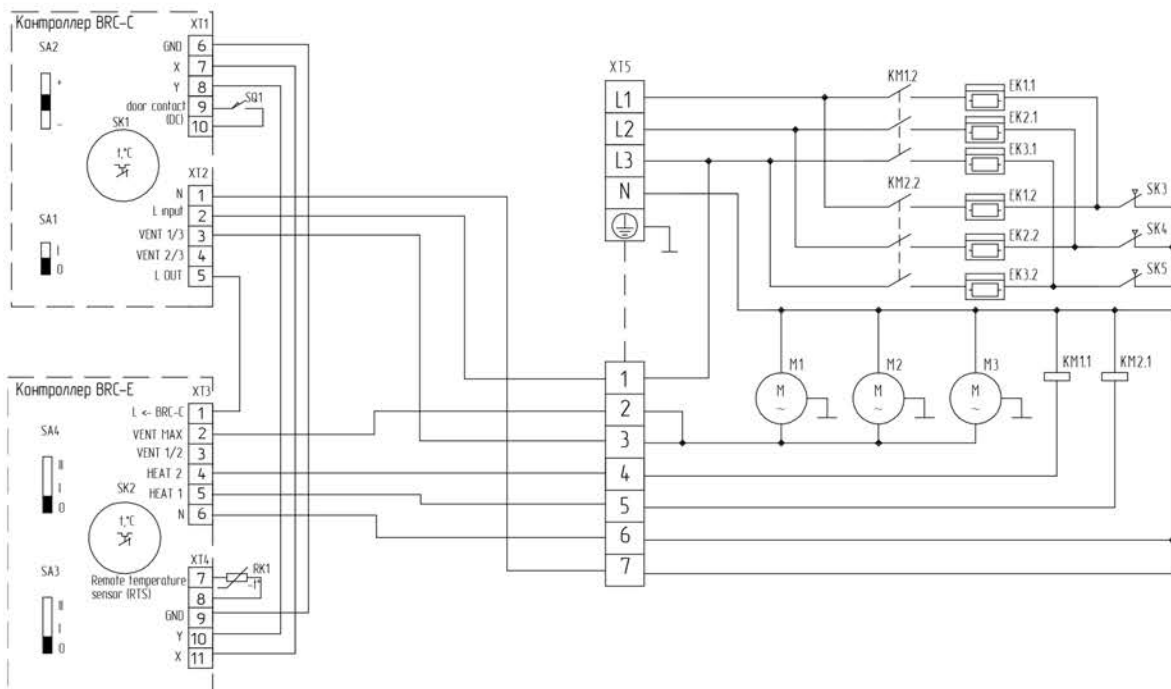 Контроллер BRC-C
XT1
SA2
GND
6
X
7
+
Y
8
door contact
(DC)
9
SQ1
–
10
SK1
t,°C
XT2
N
1
L input
2
SA1
VENT 1/3
3
I
VENT 2/3
4
0
L OUT
5
Контроллер BRC-E
XT3
L <- BRC-C
1
SA4
VENT MAX
2
VENT 1/2
3
II
HEAT 2
4
I
SK2
HEAT 1
5
0
N
6
t,°C
XT4
SA3
Remote temperature
sensor (RTS)
7
RK1
-t°
8
II
GND
9
I
Y
10
0
X
11
XT5
L1
L2
L3
N
KM1.2
KM2.2
EK1.1
EK2.1
EK3.1
EK1.2
EK2.2
EK3.2
SK3
SK4
SK5
1
2
3
4
5
6
7
M1
M
~
M2
M
~
M3
M
~
KM1.1
KM2.1